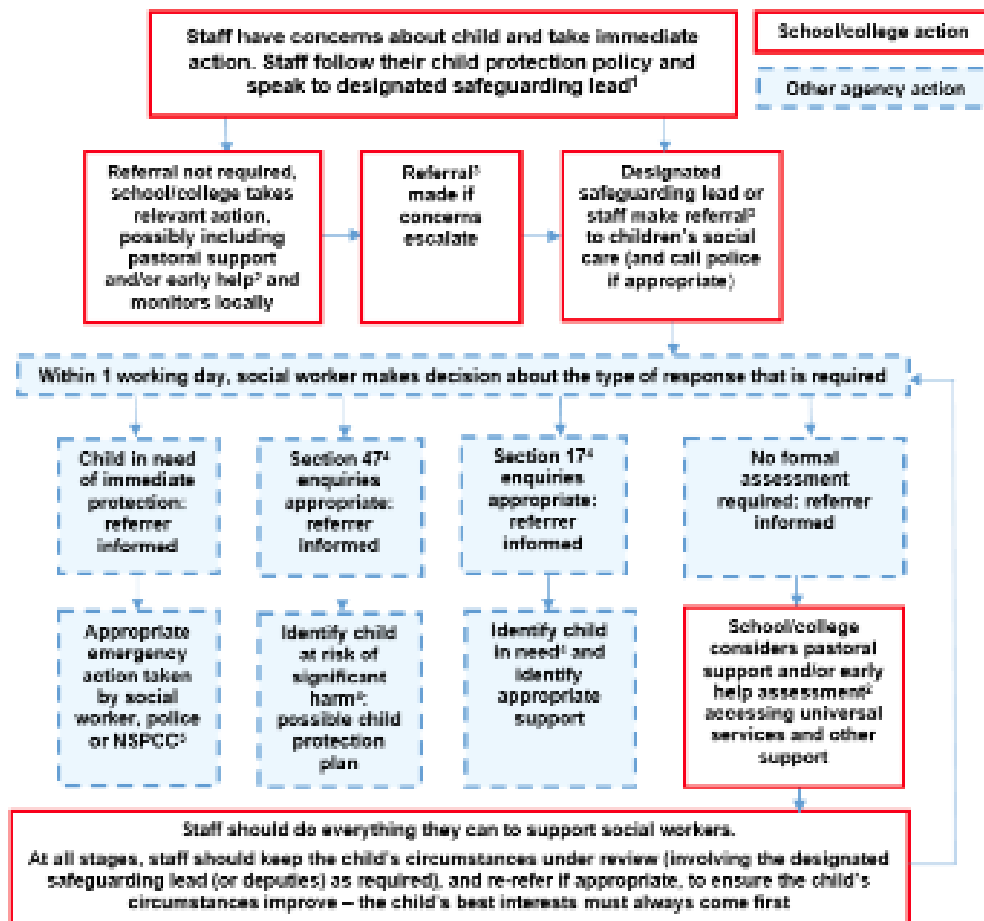 Staff have concerns about child and take immediate
action. Staff follow their child protection policy and
speak to designated safeguarding lead¹
School/college action
Other agency action
Referral not required,
school/college takes
relevant action,
possibly including
pastoral support
and/or early help² and
monitors locally
Referral³
made if
concerns
escalate
Designated
safeguarding lead or
staff make referral³
to children's social
care (and call police
if appropriate)
Within 1 working day, social worker makes decision about the type of response that is required
Child in need
of immediate
protection:
referrer
informed
Section 47⁴
enquiries
appropriate:
referrer
informed
Section 17⁴
enquiries
appropriate:
referrer
informed
No formal
assessment
required: referrer
informed
Appropriate
emergency
action taken
by social
worker, police
or NSPCC⁵
Identify child
at risk of
significant
harm⁴:
possible child
protection
plan
Identify child
in need⁴ and
identify
appropriate
support
School/college
considers pastoral
support and/or early
help assessment²
accessing universal
services and other
support
Staff should do everything they can to support social workers.
At all stages, staff should keep the child's circumstances under review (involving the designated
safeguarding lead (or deputies) as required), and re-refer if appropriate, to ensure the child's
circumstances improve – the child's best interests must always come first